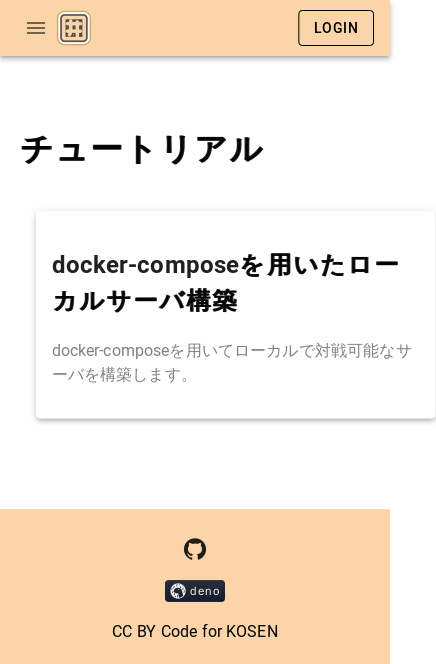 LOGIN
チュートリアル
docker-composeを用いたロー
カルサーバ構築
docker-composeを用いてローカルで対戦可能なサ
ーバを構築します。
deno
CC BY Code for KOSEN